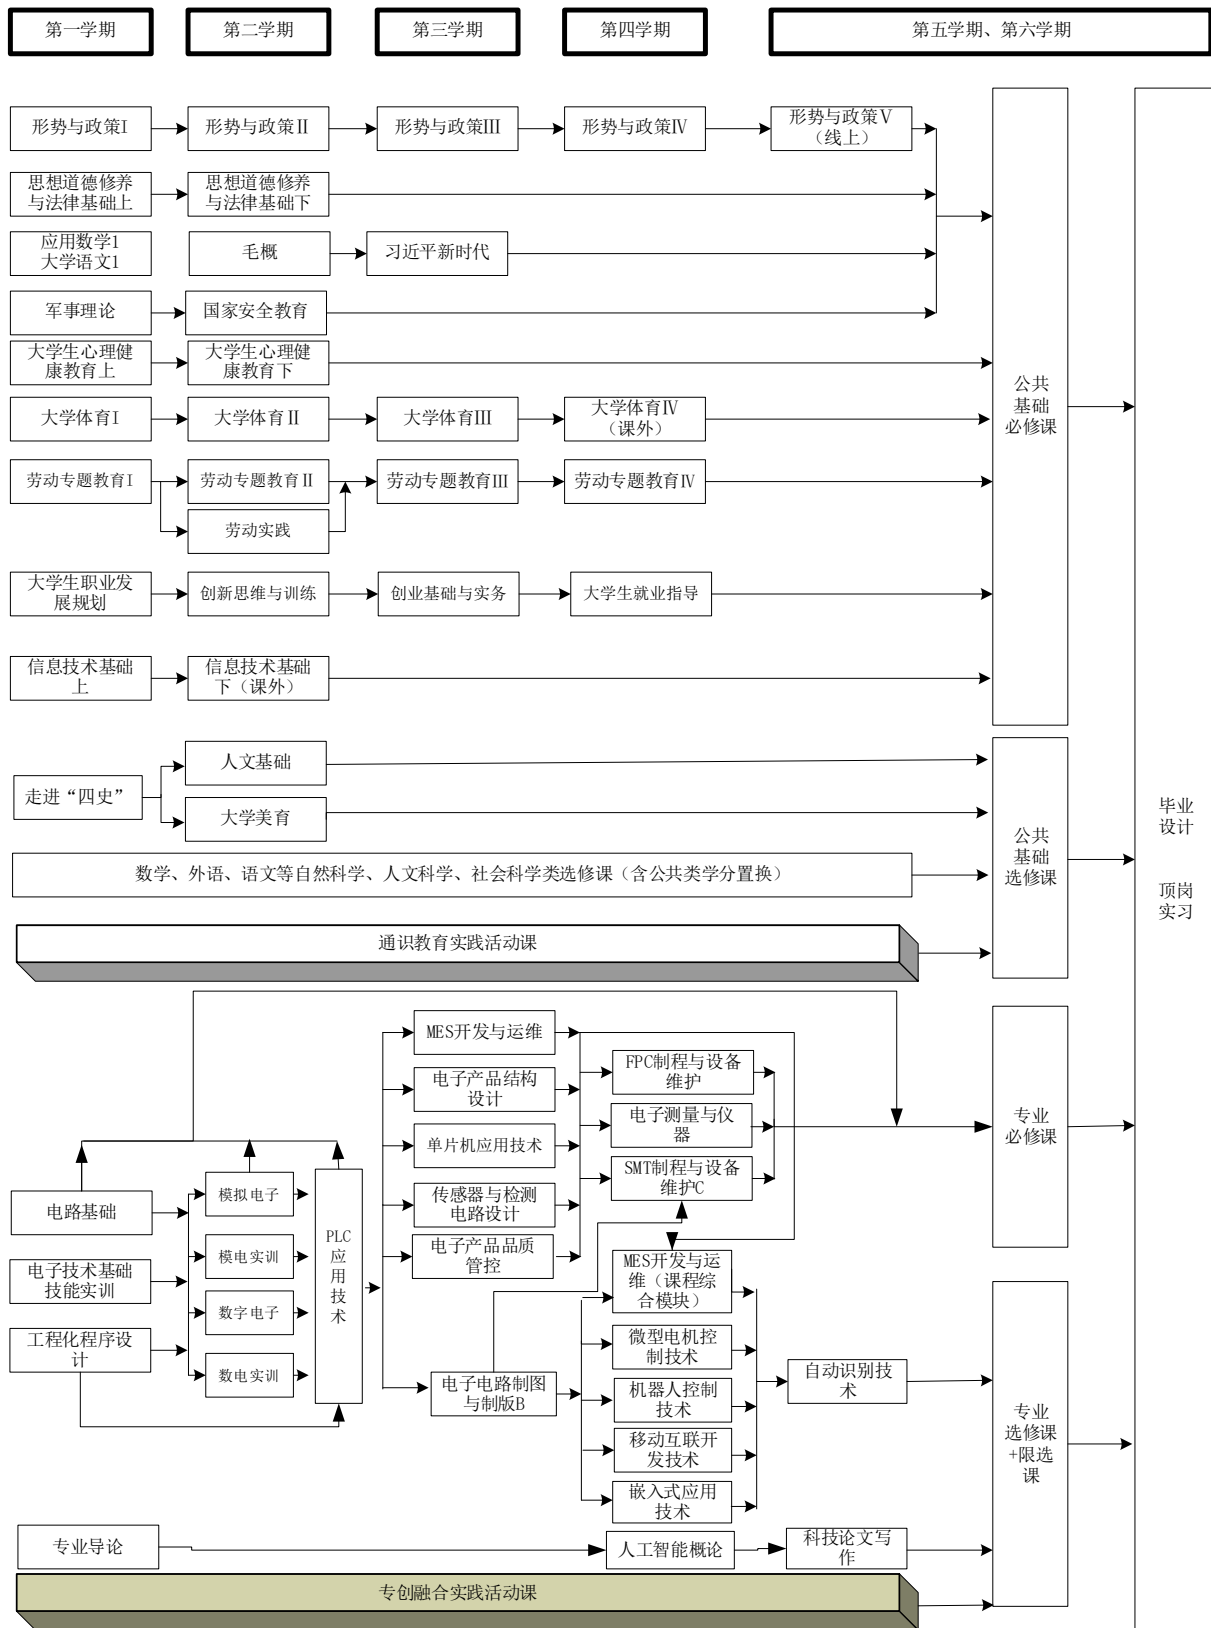 第一学期
第二学期
第三学期
第四学期
第五学期、第六学期
形势与政策I
形势与政策Ⅱ
形势与政策III
形势与政策Ⅳ
形势与政策Ⅴ
（线上）
思想道德修养
与法律基础上
思想道德修养
与法律基础下
应用数学1
大学语文1
毛概
习近平新时代
军事理论
国家安全教育
大学生心理健
康教育上
大学生心理健
康教育下
大学体育I
大学体育Ⅱ
大学体育III
大学体育Ⅳ
（课外）
劳动专题教育I
劳动专题教育Ⅱ
劳动专题教育III
劳动专题教育Ⅳ
劳动实践
大学生职业发
展规划
创新思维与训练
创业基础与实务
大学生就业指导
信息技术基础
上
信息技术基础
下（课外）
公共
基础
必修课
走进“四史”
人文基础
大学美育
数学、外语、语文等自然科学、人文科学、社会科学类选修课（含公共类学分置换）
通识教育实践活动课
公共
基础
选修课
毕业
设计
顶岗
实习
电路基础
电子技术基础
技能实训
工程化程序设
计
模拟电子
模电实训
数字电子
数电实训
PLC
应
用
技
术
MES开发与运维
电子产品结构
设计
单片机应用技术
传感器与检测
电路设计
电子产品品质
管控
电子电路制图
与制版B
FPC制程与设备
维护
电子测量与仪
器
SMT制程与设备
维护C
MES开发与运
维（课程综
合模块）
微型电机控
制技术
机器人控制
技术
移动互联开
发技术
嵌入式应用
技术
自动识别技
术
专业
必修课
专业
选修课
+限选
课
专业导论
人工智能概论
科技论文写
作
专创融合实践活动课